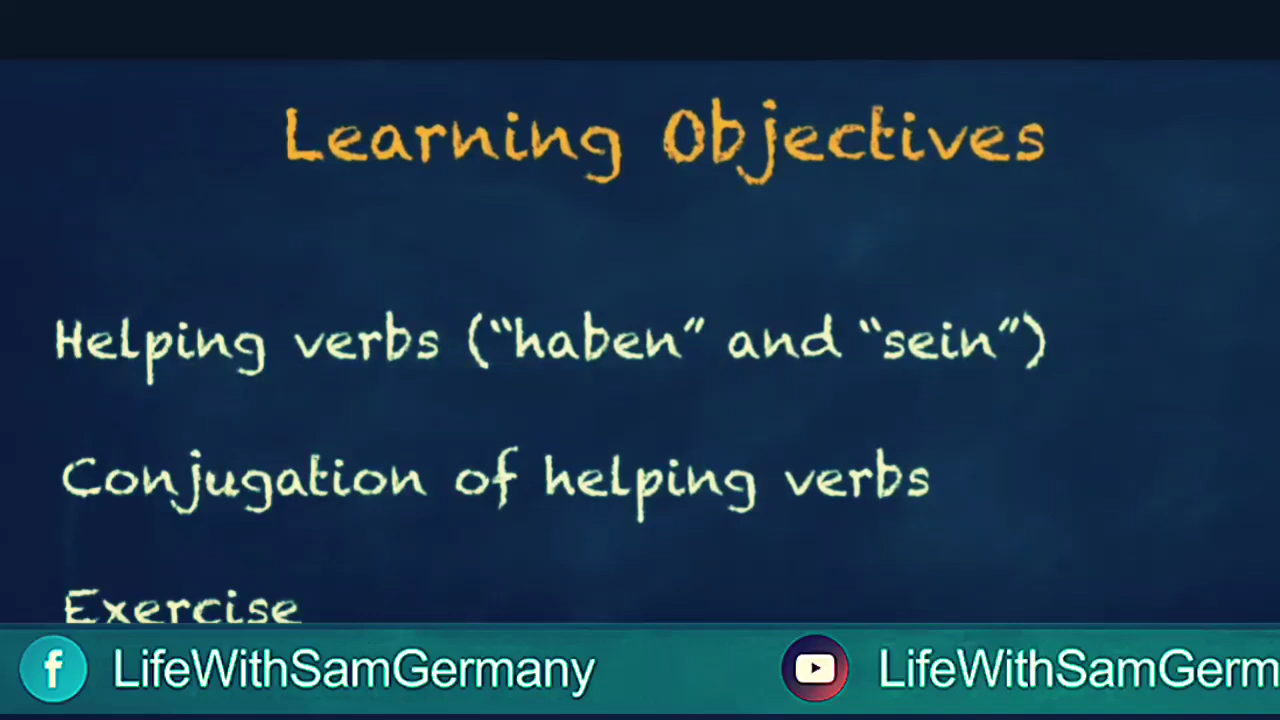 Learning Objectives
Helping verbs (“haben” and “sein”)
Conjugation of helping verbs
Exercise
LifeWithSamGermany
LifeWithSamGerm